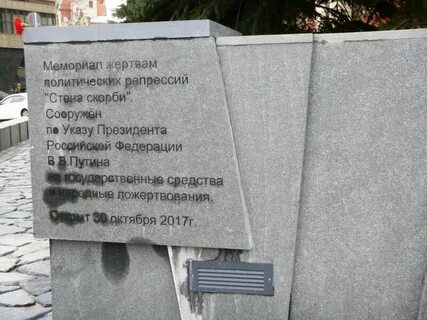 Мемориал жертвам
политических репрессий
"Стена скорби".
Сооружён
по Указу Президента
Российской Федерации
В.В.Путина
на государственные средства
и народные пожертвования.
Открыт 30 октября 2017г.